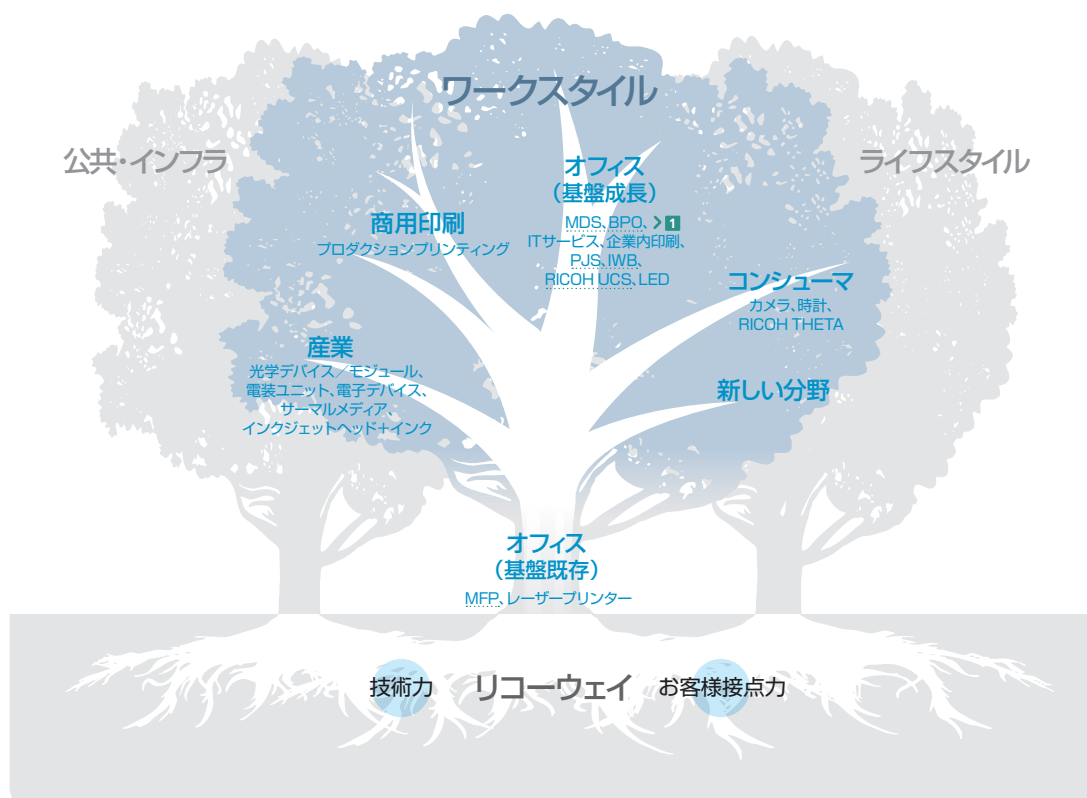 ワークスタイル
公共・インフラ
ライフスタイル
オフィス
（基盤成長）
MDS、BPO、 > 1
ITサービス、企業内印刷、
PJS、IWB、
RICOH UCS、LED
商用印刷
プロダクションプリンティング
コンシューマ
カメラ、時計、
RICOH THETA
産業
光学デバイス／モジュール、
電装ユニット、電子デバイス、
サーマルメディア、
インクジェットヘッド＋インク
新しい分野
オフィス
（基盤既存）
MFP、レーザープリンター
技術力
リコーウェイ
お客様接点力